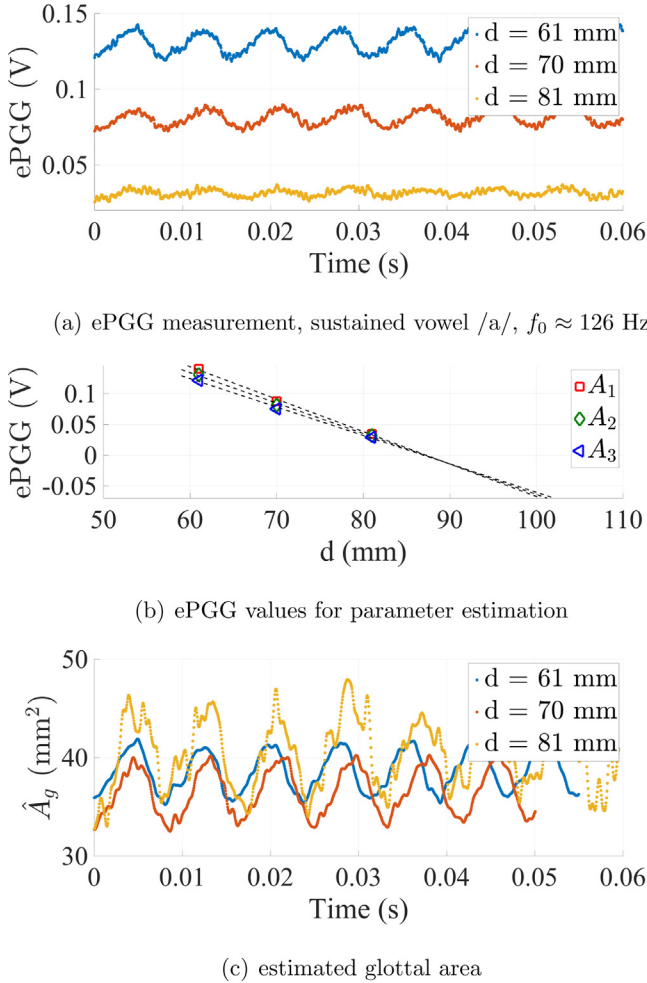 0.15
0.1
0.05
ePGG (V)
d = 61 mm
d = 70 mm
d = 81 mm
0 0.01 0.02 0.03 0.04 0.05 0.06
Time (s)
(a) ePGG measurement, sustained vowel /a/, f₀ ≈ 126 Hz
0.1
0.05
0
-0.05
ePGG (V)
A₁
A₂
A₃
50 60 70 80 90 100 110
d (mm)
(b) ePGG values for parameter estimation
50
40
30
Â_g (mm²)
d = 61 mm
d = 70 mm
d = 81 mm
0 0.01 0.02 0.03 0.04 0.05 0.06
Time (s)
(c) estimated glottal area